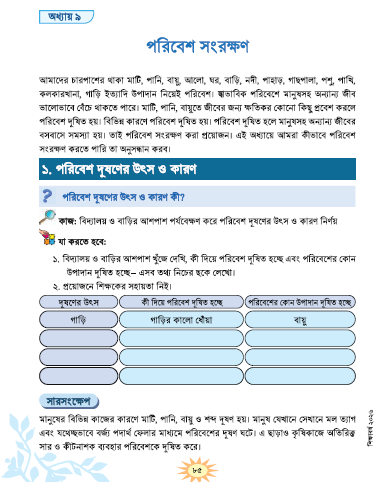 অধ্যায় ৯
পরিবেশ সংরক্ষণ
আমাদের চারপাশের থাকা মাটি, পানি, বায়ু, আলো, ঘর, বাড়ি, নদী, পাহাড়, গাছপালা, পশু, পাখি,
কলকারখানা, গাড়ি ইত্যাদি উপাদান নিয়েই পরিবেশ। স্বাভাবিক পরিবেশে মানুষসহ অন্যান্য জীব
ভালোভাবে বেঁচে থাকতে পারে। মাটি, পানি, বায়ুতে জীবের জন্য ক্ষতিকর কোনো কিছু প্রবেশ করলে
পরিবেশ দূষিত হয়। বিভিন্ন কারণে পরিবেশ দূষিত হয়। পরিবেশ দূষিত হলে মানুষসহ অন্যান্য জীবের
বসবাসে সমস্যা হয়। তাই পরিবেশ সংরক্ষণ করা প্রয়োজন। এই অধ্যায়ে আমরা কীভাবে পরিবেশ
সংরক্ষণ করতে পারি তা অনুসন্ধান করব।
১. পরিবেশ দূষণের উৎস ও কারণ
? পরিবেশ দূষণের উৎস ও কারণ কী?
কাজ: বিদ্যালয় ও বাড়ির আশপাশ পর্যবেক্ষণ করে পরিবেশ দূষণের উৎস ও কারণ নির্ণয়
যা করতে হবে:
১. বিদ্যালয় ও বাড়ির আশপাশ খুঁজে দেখি, কী দিয়ে পরিবেশ দূষিত হচ্ছে এবং পরিবেশের কোন
উপাদান দূষিত হচ্ছে– এসব তথ্য নিচের ছকে লেখো।
২. প্রয়োজনে শিক্ষকের সহায়তা নিই।
দূষণের উৎস কী দিয়ে পরিবেশ দূষিত হচ্ছে পরিবেশের কোন উপাদান দূষিত হচ্ছে
গাড়ি গাড়ির কালো ধোঁয়া বায়ু
সারসংক্ষেপ
মানুষের বিভিন্ন কাজের কারণে মাটি, পানি, বায়ু ও শব্দ দূষণ হয়। মানুষ যেখানে সেখানে মল ত্যাগ
এবং যথেচ্ছভাবে বর্জ্য পদার্থ ফেলার মাধ্যমে পরিবেশের দূষণ ঘটে। এ ছাড়াও কৃষিকাজে অতিরিক্ত
সার ও কীটনাশক ব্যবহার পরিবেশকে দূষিত করে।
৮৫
শিক্ষাবর্ষ ২০২৬